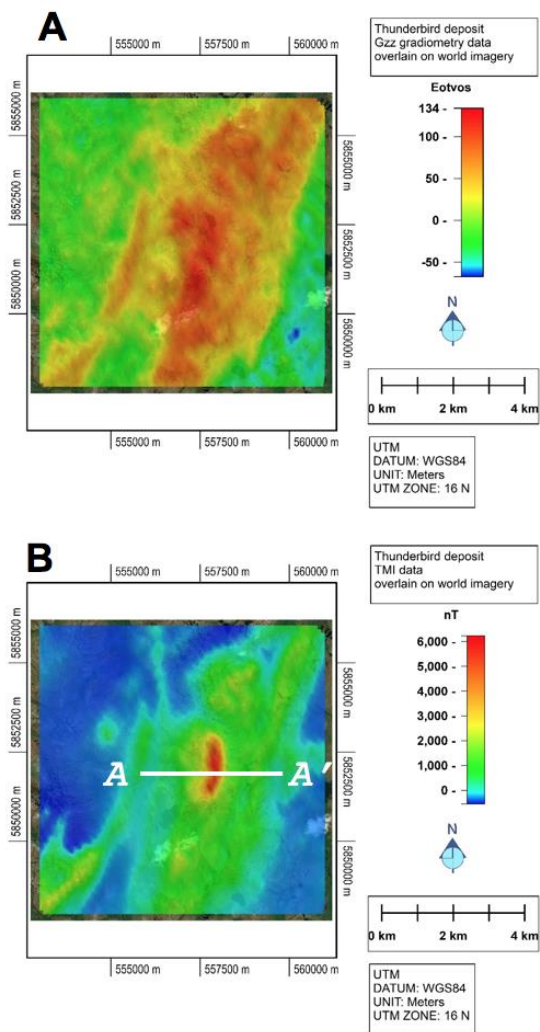 A
555000 m
557500 m
560000 m
5855000 m
5852500 m
5850000 m
5855000 m
5852500 m
5850000 m
555000 m
557500 m
560000 m
Thunderbird deposit
Gzz gradiometry data
overlain on world imagery
Eotvos
134 -
100 -
50 -
0 -
-50 -
N
0 km
2 km
4 km
UTM
DATUM: WGS84
UNIT: Meters
UTM ZONE: 16 N
B
555000 m
557500 m
560000 m
5855000 m
5852500 m
5850000 m
A
A'
5855000 m
5852500 m
5850000 m
555000 m
557500 m
560000 m
Thunderbird deposit
TMI data
overlain on world imagery
nT
6,000 -
5,000 -
4,000 -
3,000 -
2,000 -
1,000 -
0 -
N
0 km
2 km
4 km
UTM
DATUM: WGS84
UNIT: Meters
UTM ZONE: 16 N